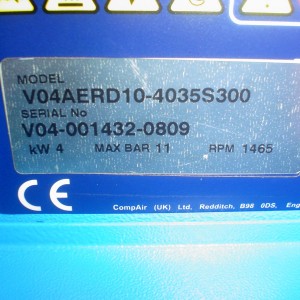 MODEL
V04AERD10-4035S300
SERIAL No
V04-001432-0809
kW 4 MAX BAR 11 RPM 1465
CE
CompAir (UK) Ltd, Redditch, B98 0DS, Eng